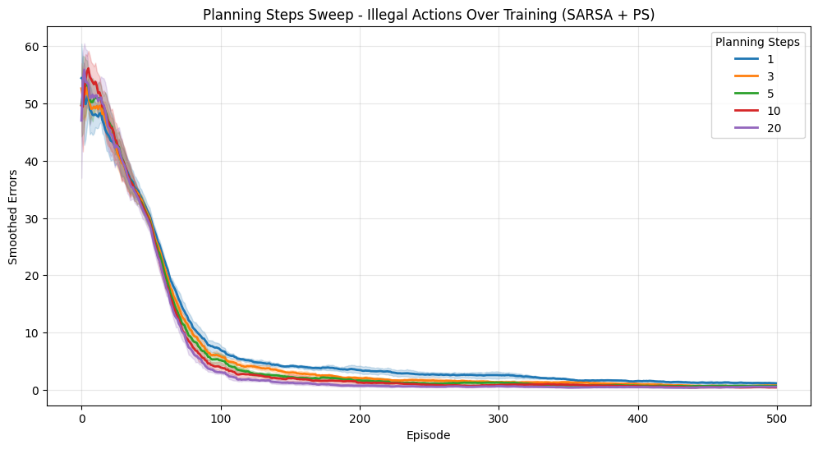 Planning Steps Sweep - Illegal Actions Over Training (SARSA + PS)
Planning Steps
1
3
5
10
20
Smoothed Errors
60
50
40
30
20
10
0
0 100 200 300 400 500
Episode